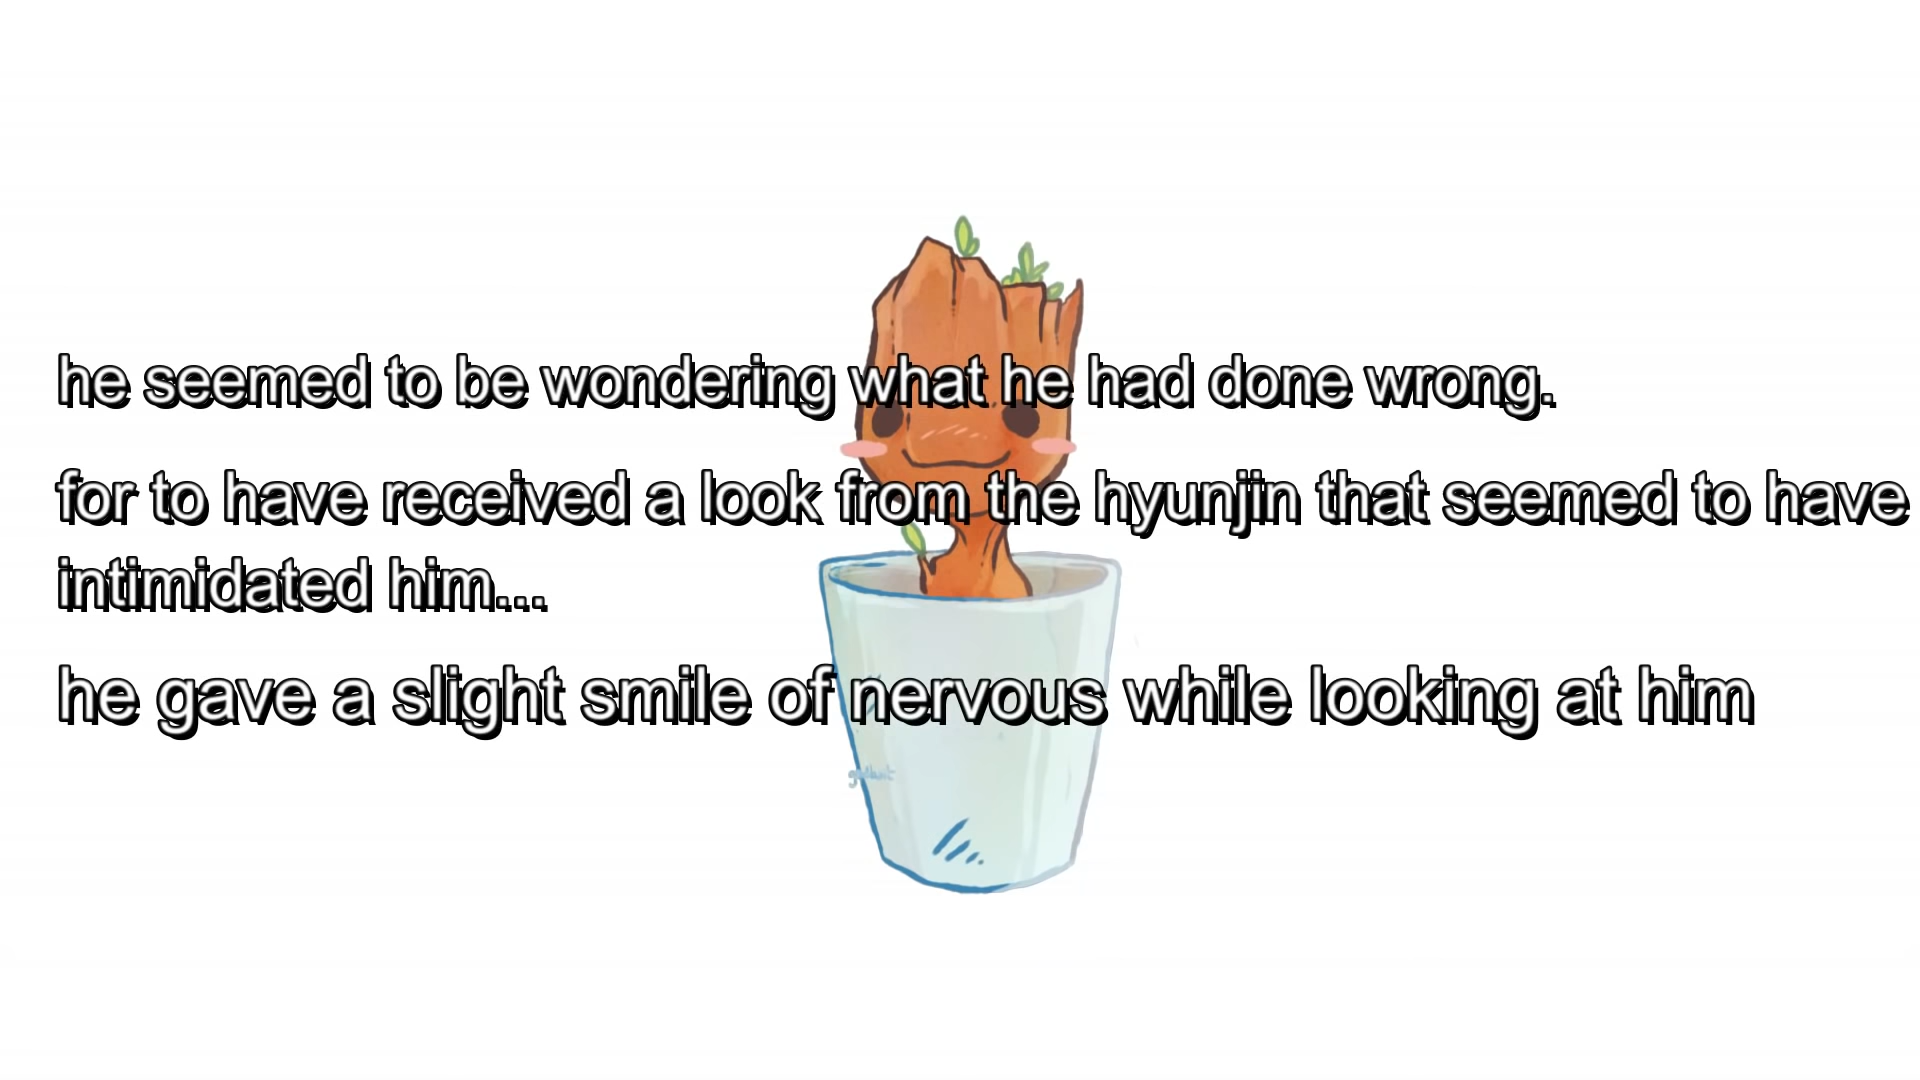 he seemed to be wondering what he had done wrong.
for to have received a look from the hyunjin that seemed to have
intimidated him...
he gave a slight smile of nervous while looking at him